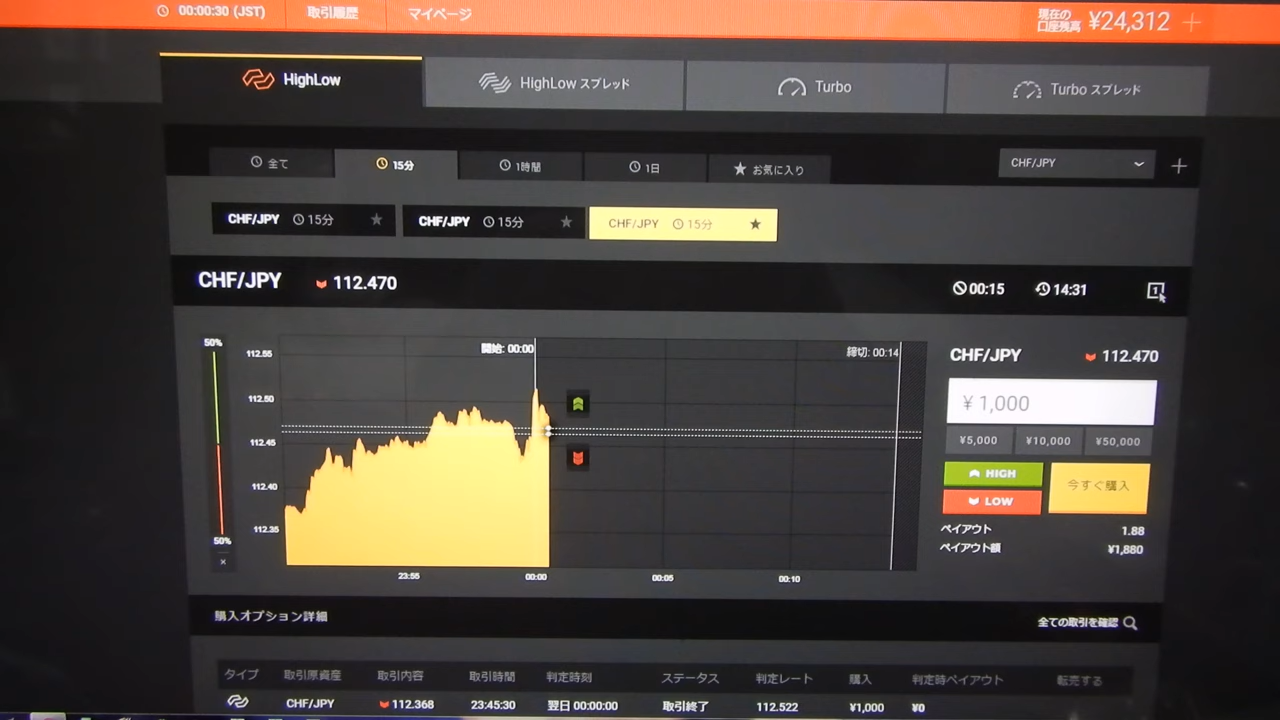 00:00:30 (JST) 取引履歴 マイページ 現在の口座残高 ¥24,312
HighLow HighLow スプレッド Turbo Turbo スプレッド
全て 15分 1時間 1日 お気に入り CHF/JPY
CHF/JPY 15分 CHF/JPY 15分 CHF/JPY 15分
CHF/JPY 112.470 00:15 14:31 1
50% 112.55 開始: 00:00 締切: 00:14 CHF/JPY 112.470
112.50 ¥ 1,000
112.45 ¥5,000 ¥10,000 ¥50,000
112.40 HIGH 今すぐ購入
LOW
112.35 ペイアウト 1.88
50% ペイアウト額 ¥1,880
23:55 00:00 00:05 00:10
購入オプション詳細 全ての取引を確認
タイプ 取引原資産 取引内容 取引時間 判定時刻 ステータス 判定レート 購入 判定時ペイアウト 転売する
CHF/JPY 112.368 23:45:30 翌日 00:00:00 取引終了 112.522 ¥1,000 ¥0